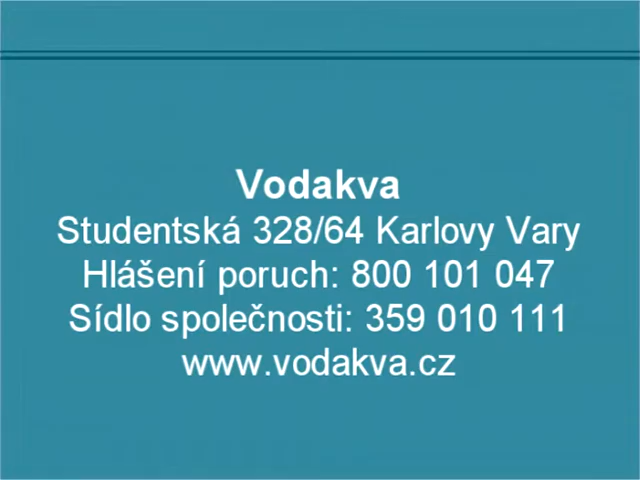 Vodakva
Studentská 328/64 Karlovy Vary
Hlášení poruch: 800 101 047
Sídlo společnosti: 359 010 111
www.vodakva.cz